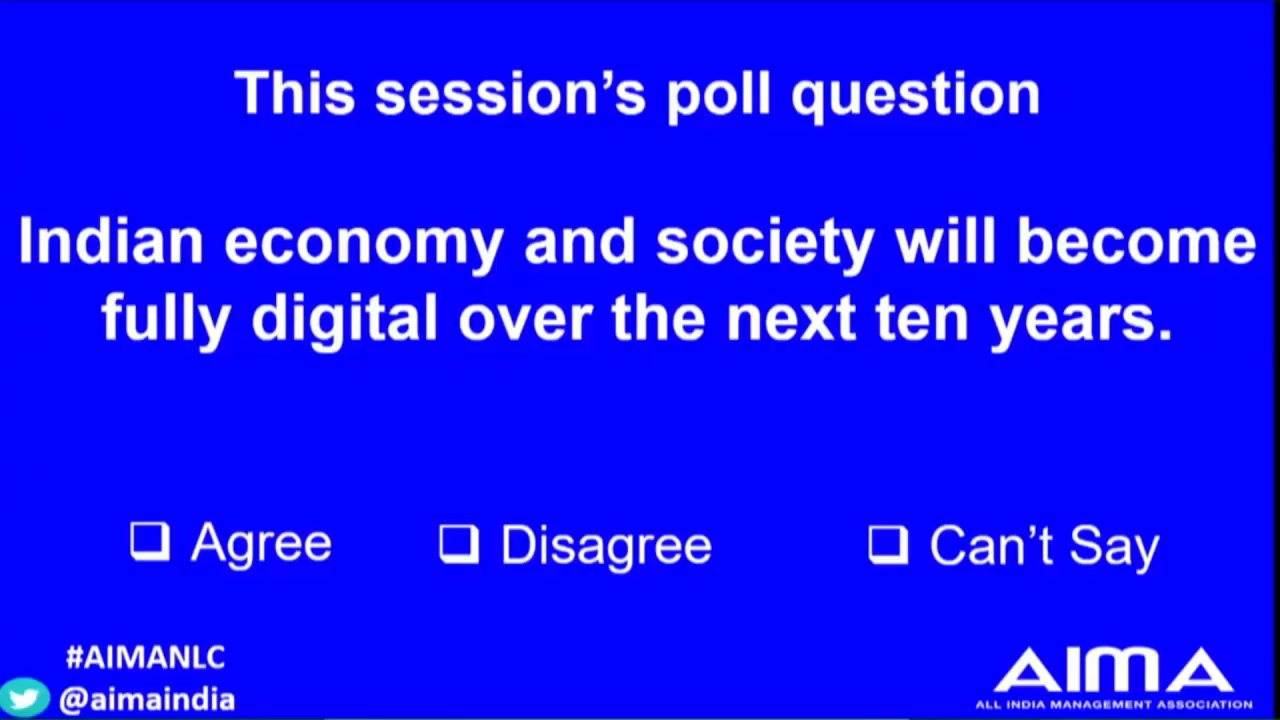 This session’s poll question
Indian economy and society will become
fully digital over the next ten years.
❑ Agree ❑ Disagree ❑ Can’t Say
#AIMANLC
@aimaindia
AIMA
ALL INDIA MANAGEMENT ASSOCIATION